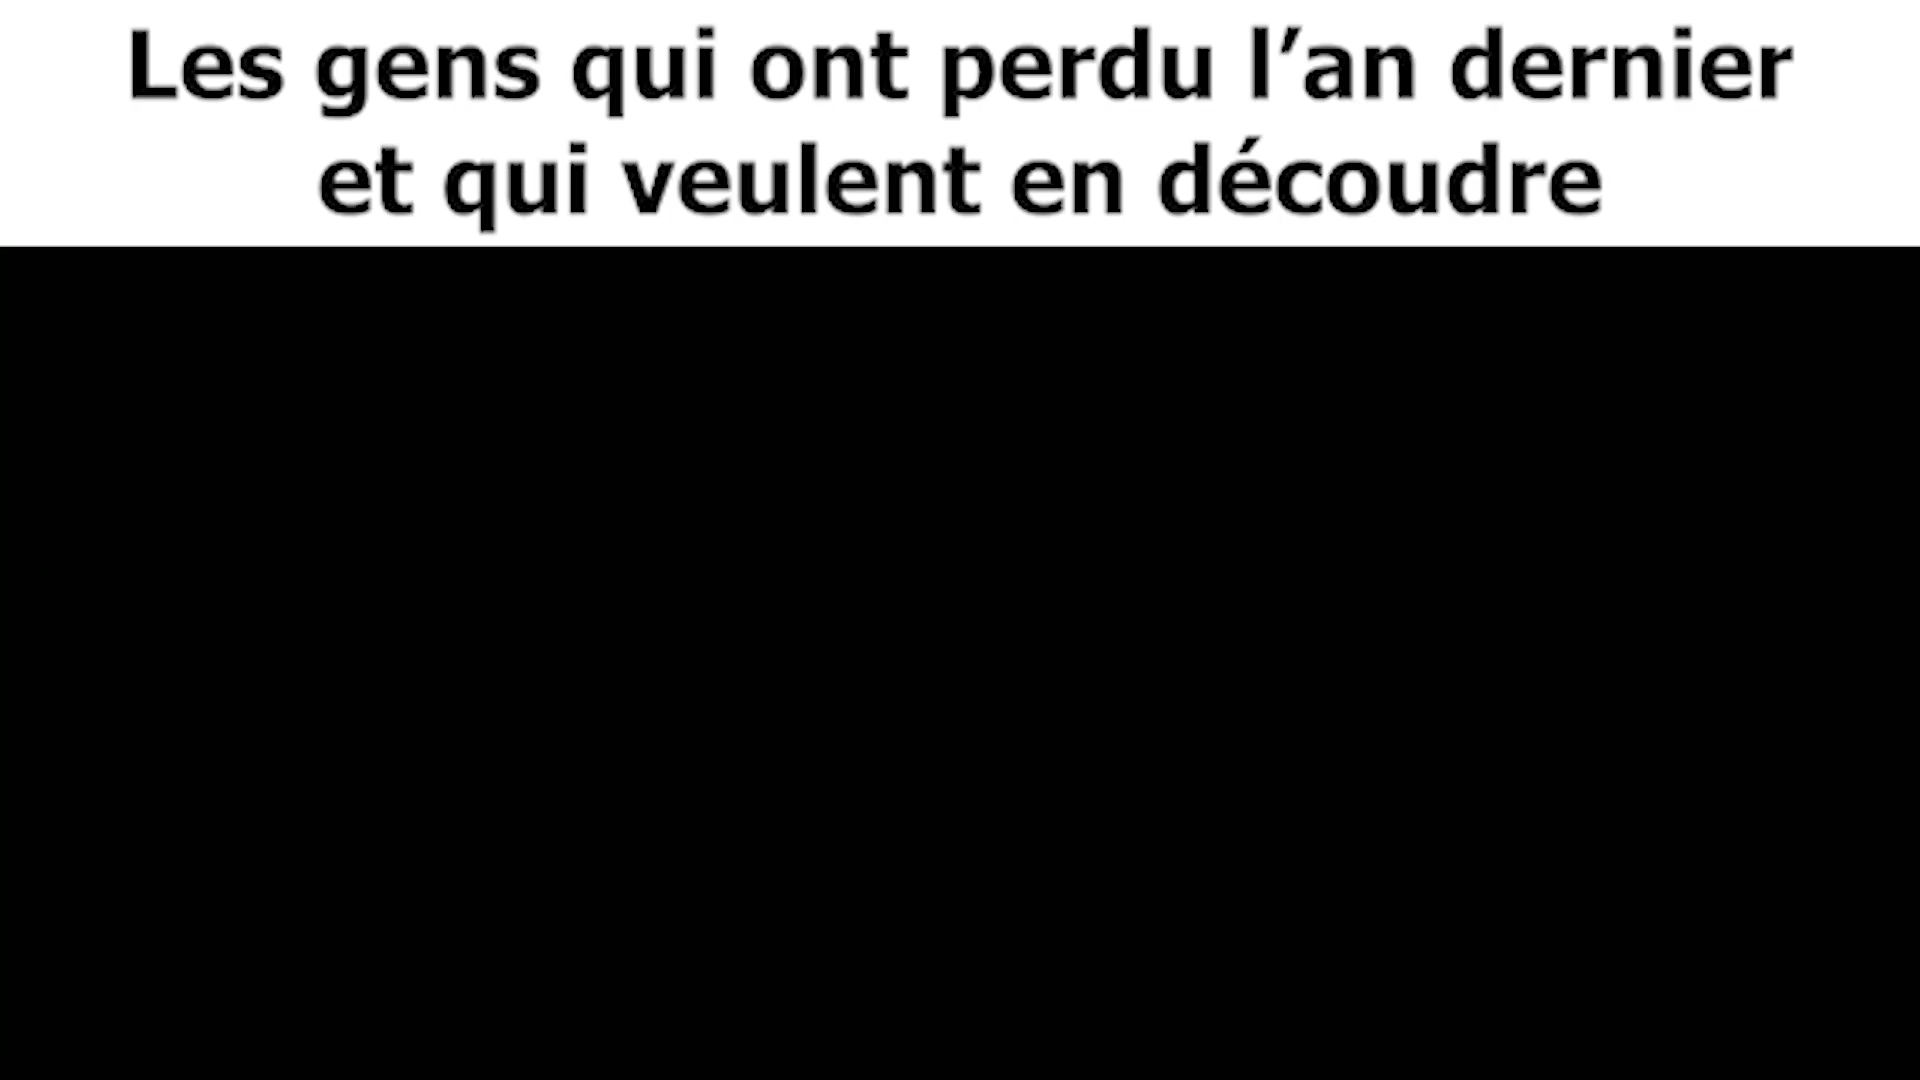 Les gens qui ont perdu l’an dernier
et qui veulent en découdre